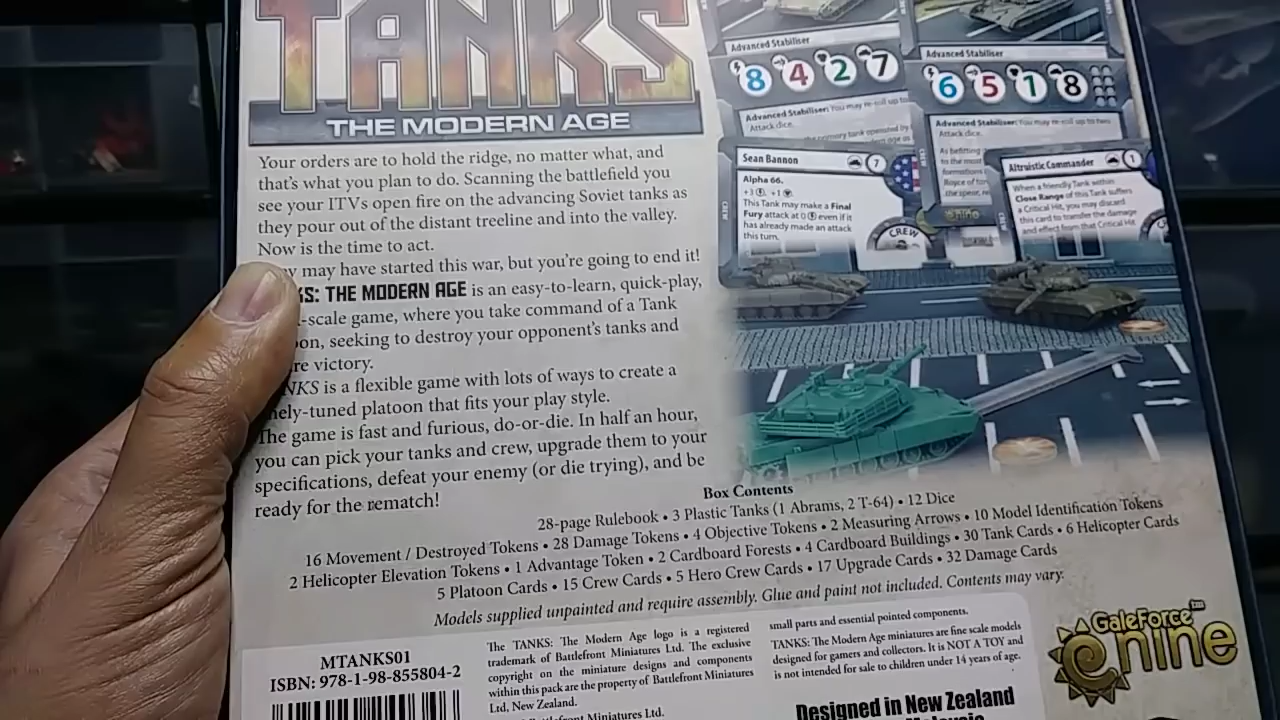 TANKS
THE MODERN AGE
Your orders are to hold the ridge, no matter what, and
that's what you plan to do. Scanning the battlefield you
see your ITVs open fire on the advancing Soviet tanks as
they pour out of the distant treeline and into the valley.
Now is the time to act.
may have started this war, but you're going to end it!
: THE MODERN AGE is an easy-to-learn, quick-play,
-scale game, where you take command of a Tank
seeking to destroy your opponent's tanks and
victory.
is a flexible game with lots of ways to create a
platoon that fits your play style.
The game is fast and furious, do-or-die. In half an hour,
you can pick your tanks and crew, upgrade them to your
specifications, defeat your enemy (or die trying), and be
ready for the rematch!
Advanced Stabiliser
8 4 2 7
Advanced Stabiliser: You may re-roll up to
Attack dice.
Advanced Stabiliser
6 5 1 8
Advanced Stabiliser: You may re-roll up to two
Attack dice.
Sean Bannon
7
Alpha 66.
+3 , +1
This Tank may make a Final
Fury attack at 0 even if it
has already made an attack
this turn.
CREW
Altruistic Commander
1
When a friendly Tank within
Close Range of this Tank suffers
a Critical Hit, you may discard
this card to transfer the damage
and effect from that Critical Hit.
Box Contents
28-page Rulebook • 3 Plastic Tanks (1 Abrams, 2 T-64) • 12 Dice
16 Movement / Destroyed Tokens • 28 Damage Tokens • 4 Objective Tokens • 2 Measuring Arrows • 10 Model Identification Tokens
2 Helicopter Elevation Tokens • 1 Advantage Token • 2 Cardboard Forests • 4 Cardboard Buildings • 30 Tank Cards • 6 Helicopter Cards
5 Platoon Cards • 15 Crew Cards • 5 Hero Crew Cards • 17 Upgrade Cards • 32 Damage Cards
Models supplied unpainted and require assembly. Glue and paint not included. Contents may vary.
MTANKS01
ISBN: 978-1-98-855804-2
The TANKS: The Modern Age logo is a registered
trademark of Battlefront Miniatures Ltd. The exclusive
copyright on the miniature designs and components
within this pack are the property of Battlefront Miniatures
Ltd, New Zealand.
Battlefront Miniatures Ltd.
small parts and essential pointed components.
TANKS: The Modern Age miniatures are fine scale models
designed for gamers and collectors. It is NOT A TOY and
is not intended for sale to children under 14 years of age.
Designed in New Zealand
Malaysia
GaleForce
nine